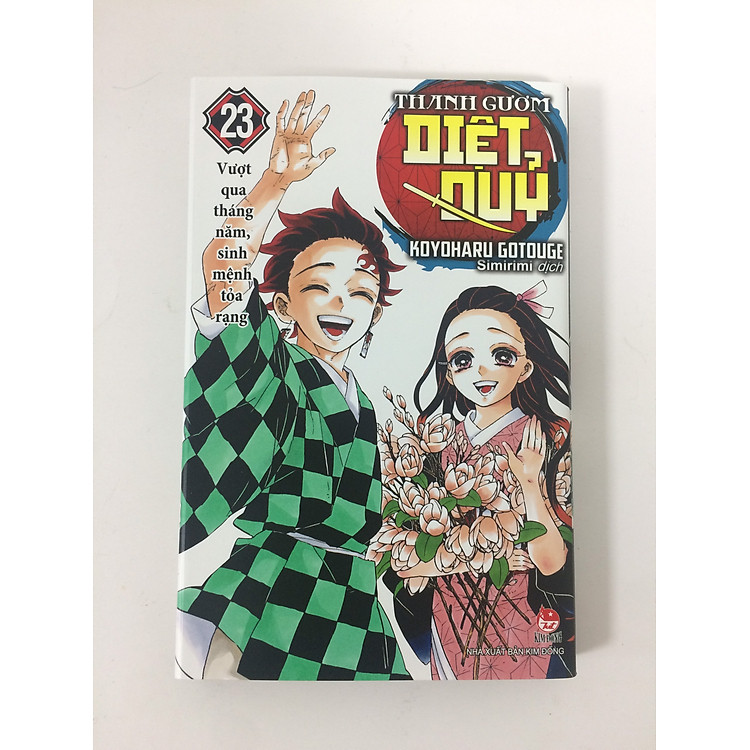 23
Vượt
qua
tháng
năm,
sinh
mệnh
tỏa
rạng
THANH GƯƠM
DIỆT
QUỶ
KOYOHARU GOTOUGE
Simirimi dịch
KIM ĐỒNG
NHÀ XUẤT BẢN KIM ĐỒNG